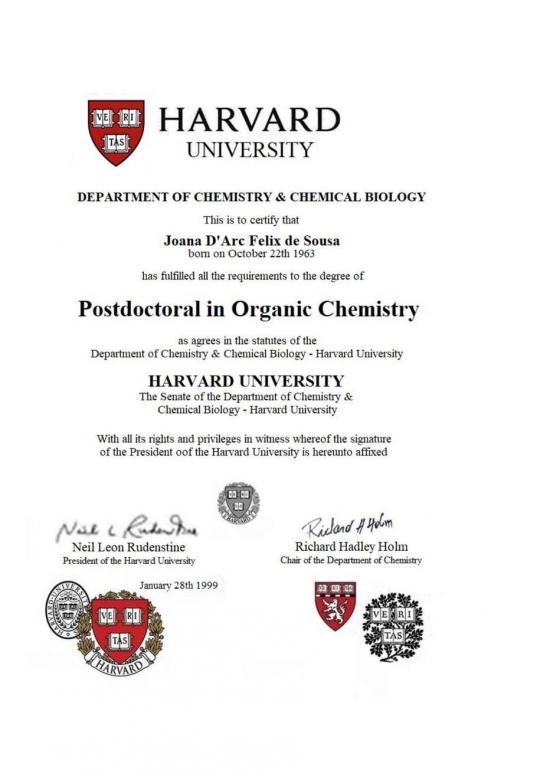 VE RI TAS
HARVARD
UNIVERSITY
DEPARTMENT OF CHEMISTRY & CHEMICAL BIOLOGY
This is to certify that
Joana D'Arc Felix de Sousa
born on October 22th 1963
has fulfilled all the requirements to the degree of
Postdoctoral in Organic Chemistry
as agrees in the statutes of the
Department of Chemistry & Chemical Biology - Harvard University
HARVARD UNIVERSITY
The Senate of the Department of Chemistry &
Chemical Biology - Harvard University
With all its rights and privileges in witness whereof the signature
of the President oof the Harvard University is hereunto affixed
HARVARD
Neil L Rudenstine
Richard H Holm
Neil Leon Rudenstine
Richard Hadley Holm
President of the Harvard University
Chair of the Department of Chemistry
January 28th 1999
HARVARD·UNIVERSITY
VE RI TAS
HARVARD
VE RI TAS
VE RI TAS